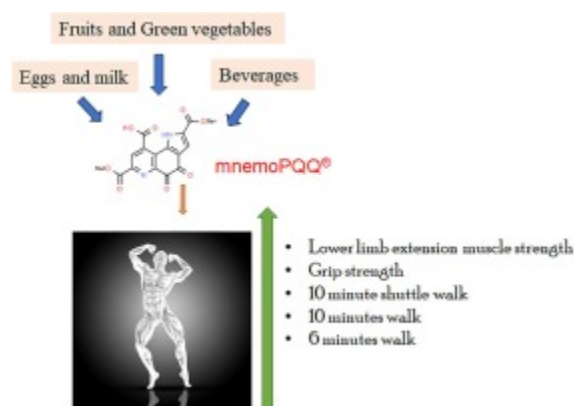 Fruits and Green vegetables
Eggs and milk
Beverages
mnemoPQQ®
Lower limb extension muscle strength
Grip strength
10 minute shuttle walk
10 minutes walk
6 minutes walk